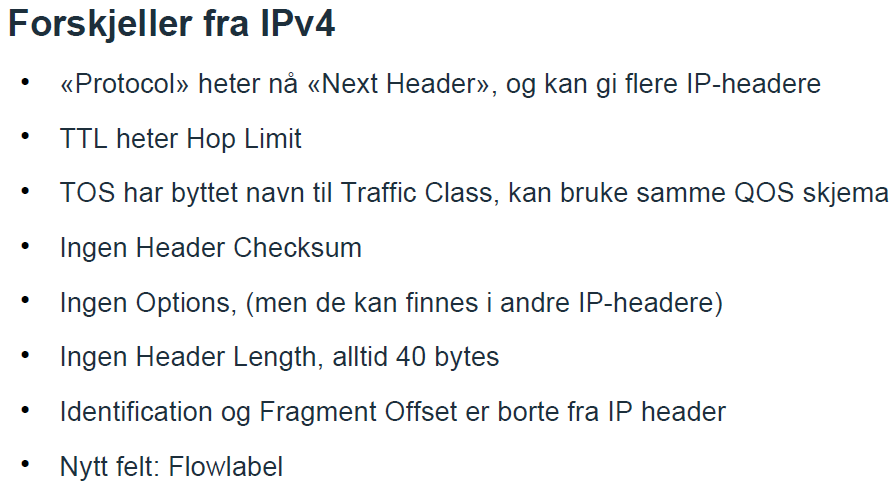 Forskjeller fra IPv4
• «Protocol» heter nå «Next Header», og kan gi flere IP-headere
• TTL heter Hop Limit
• TOS har byttet navn til Traffic Class, kan bruke samme QOS skjema
• Ingen Header Checksum
• Ingen Options, (men de kan finnes i andre IP-headere)
• Ingen Header Length, alltid 40 bytes
• Identification og Fragment Offset er borte fra IP header
• Nytt felt: Flowlabel